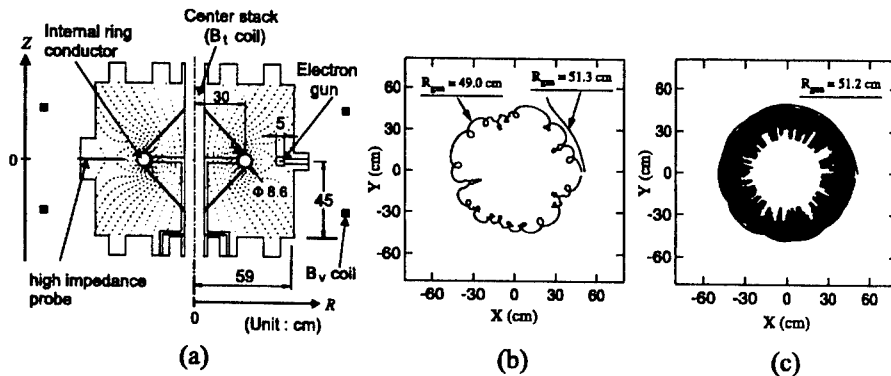 Internal ring
conductor
Center stack
(Bt coil)
Electron
gun
Z
30
5
0
Φ 8.6
45
59
high impedance
probe
Bv coil
0
R
(Unit : cm)
(a)
Rgun = 49.0 cm
Rgun = 51.3 cm
Y (cm)
60
30
0
-30
-60
-60 -30 0 30 60
X (cm)
(b)
Rgun = 51.2 cm
Y (cm)
60
30
0
-30
-60
-60 -30 0 30 60
X (cm)
(c)